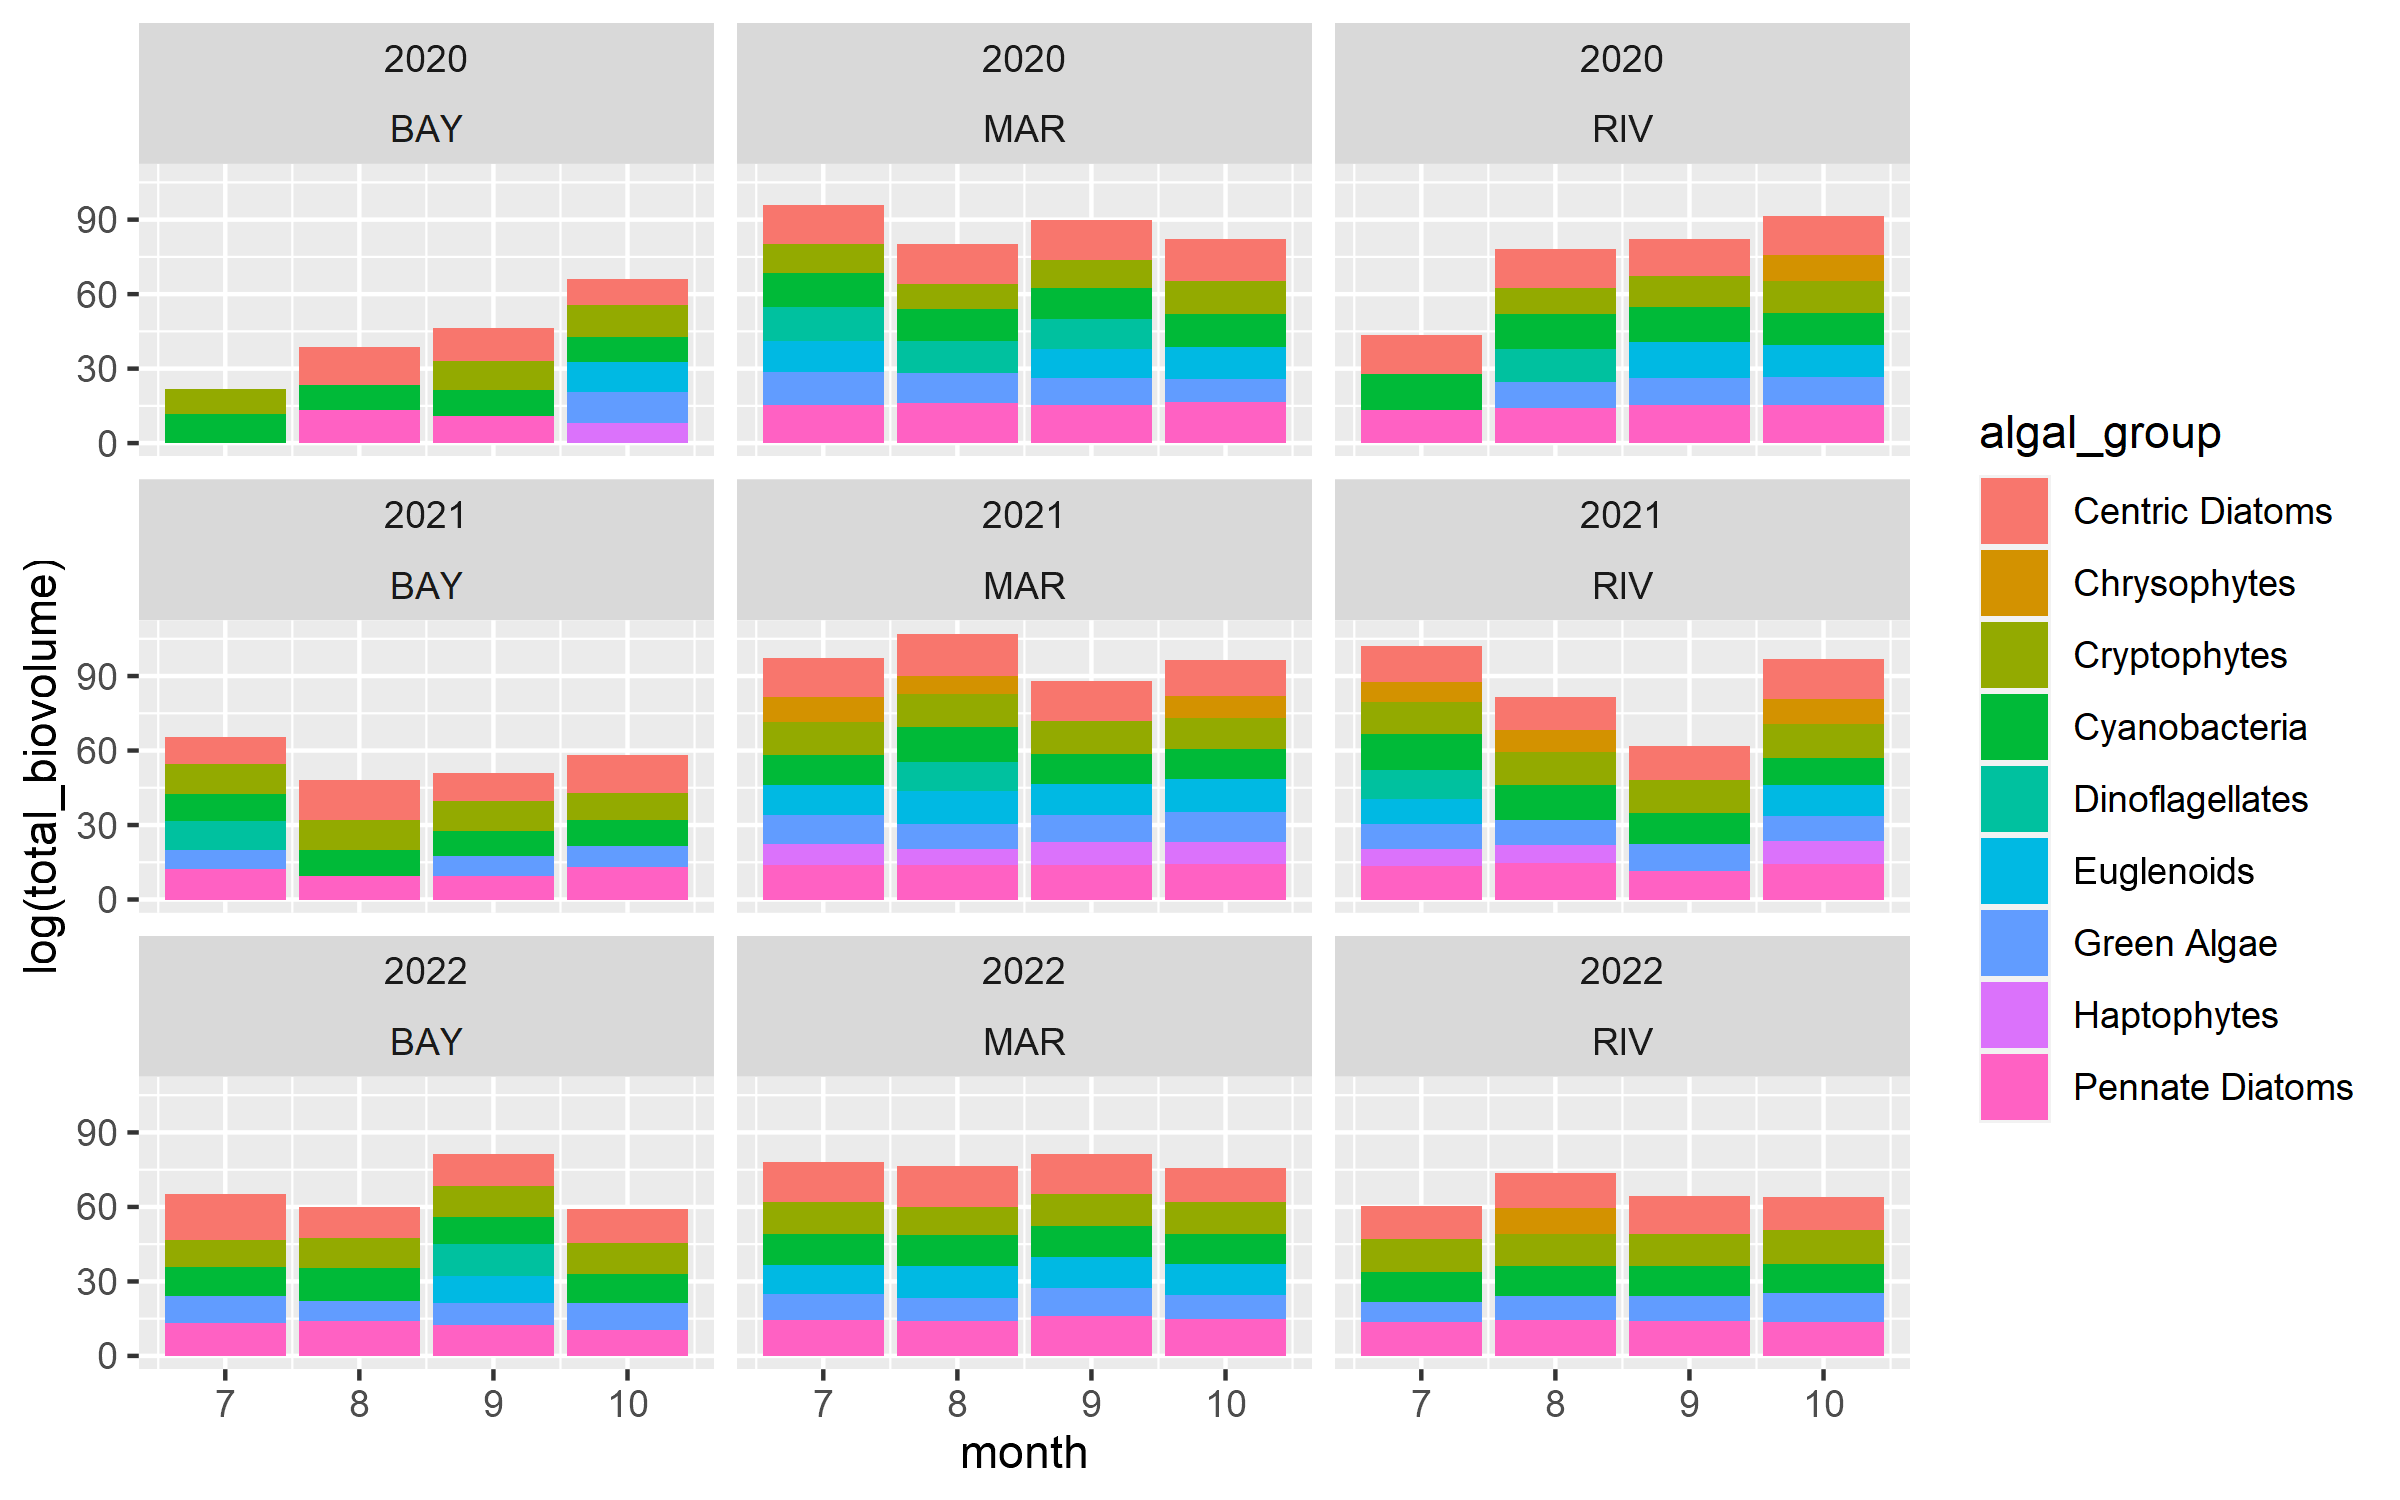 2020 2020 2020
BAY MAR RIV
90
60
30
0
2021 2021 2021
BAY MAR RIV
90
60
30
0
2022 2022 2022
BAY MAR RIV
90
60
30
0
7 8 9 10 7 8 9 10 7 8 9 10
month
log(total_biovolume)
algal_group
Centric Diatoms
Chrysophytes
Cryptophytes
Cyanobacteria
Dinoflagellates
Euglenoids
Green Algae
Haptophytes
Pennate Diatoms